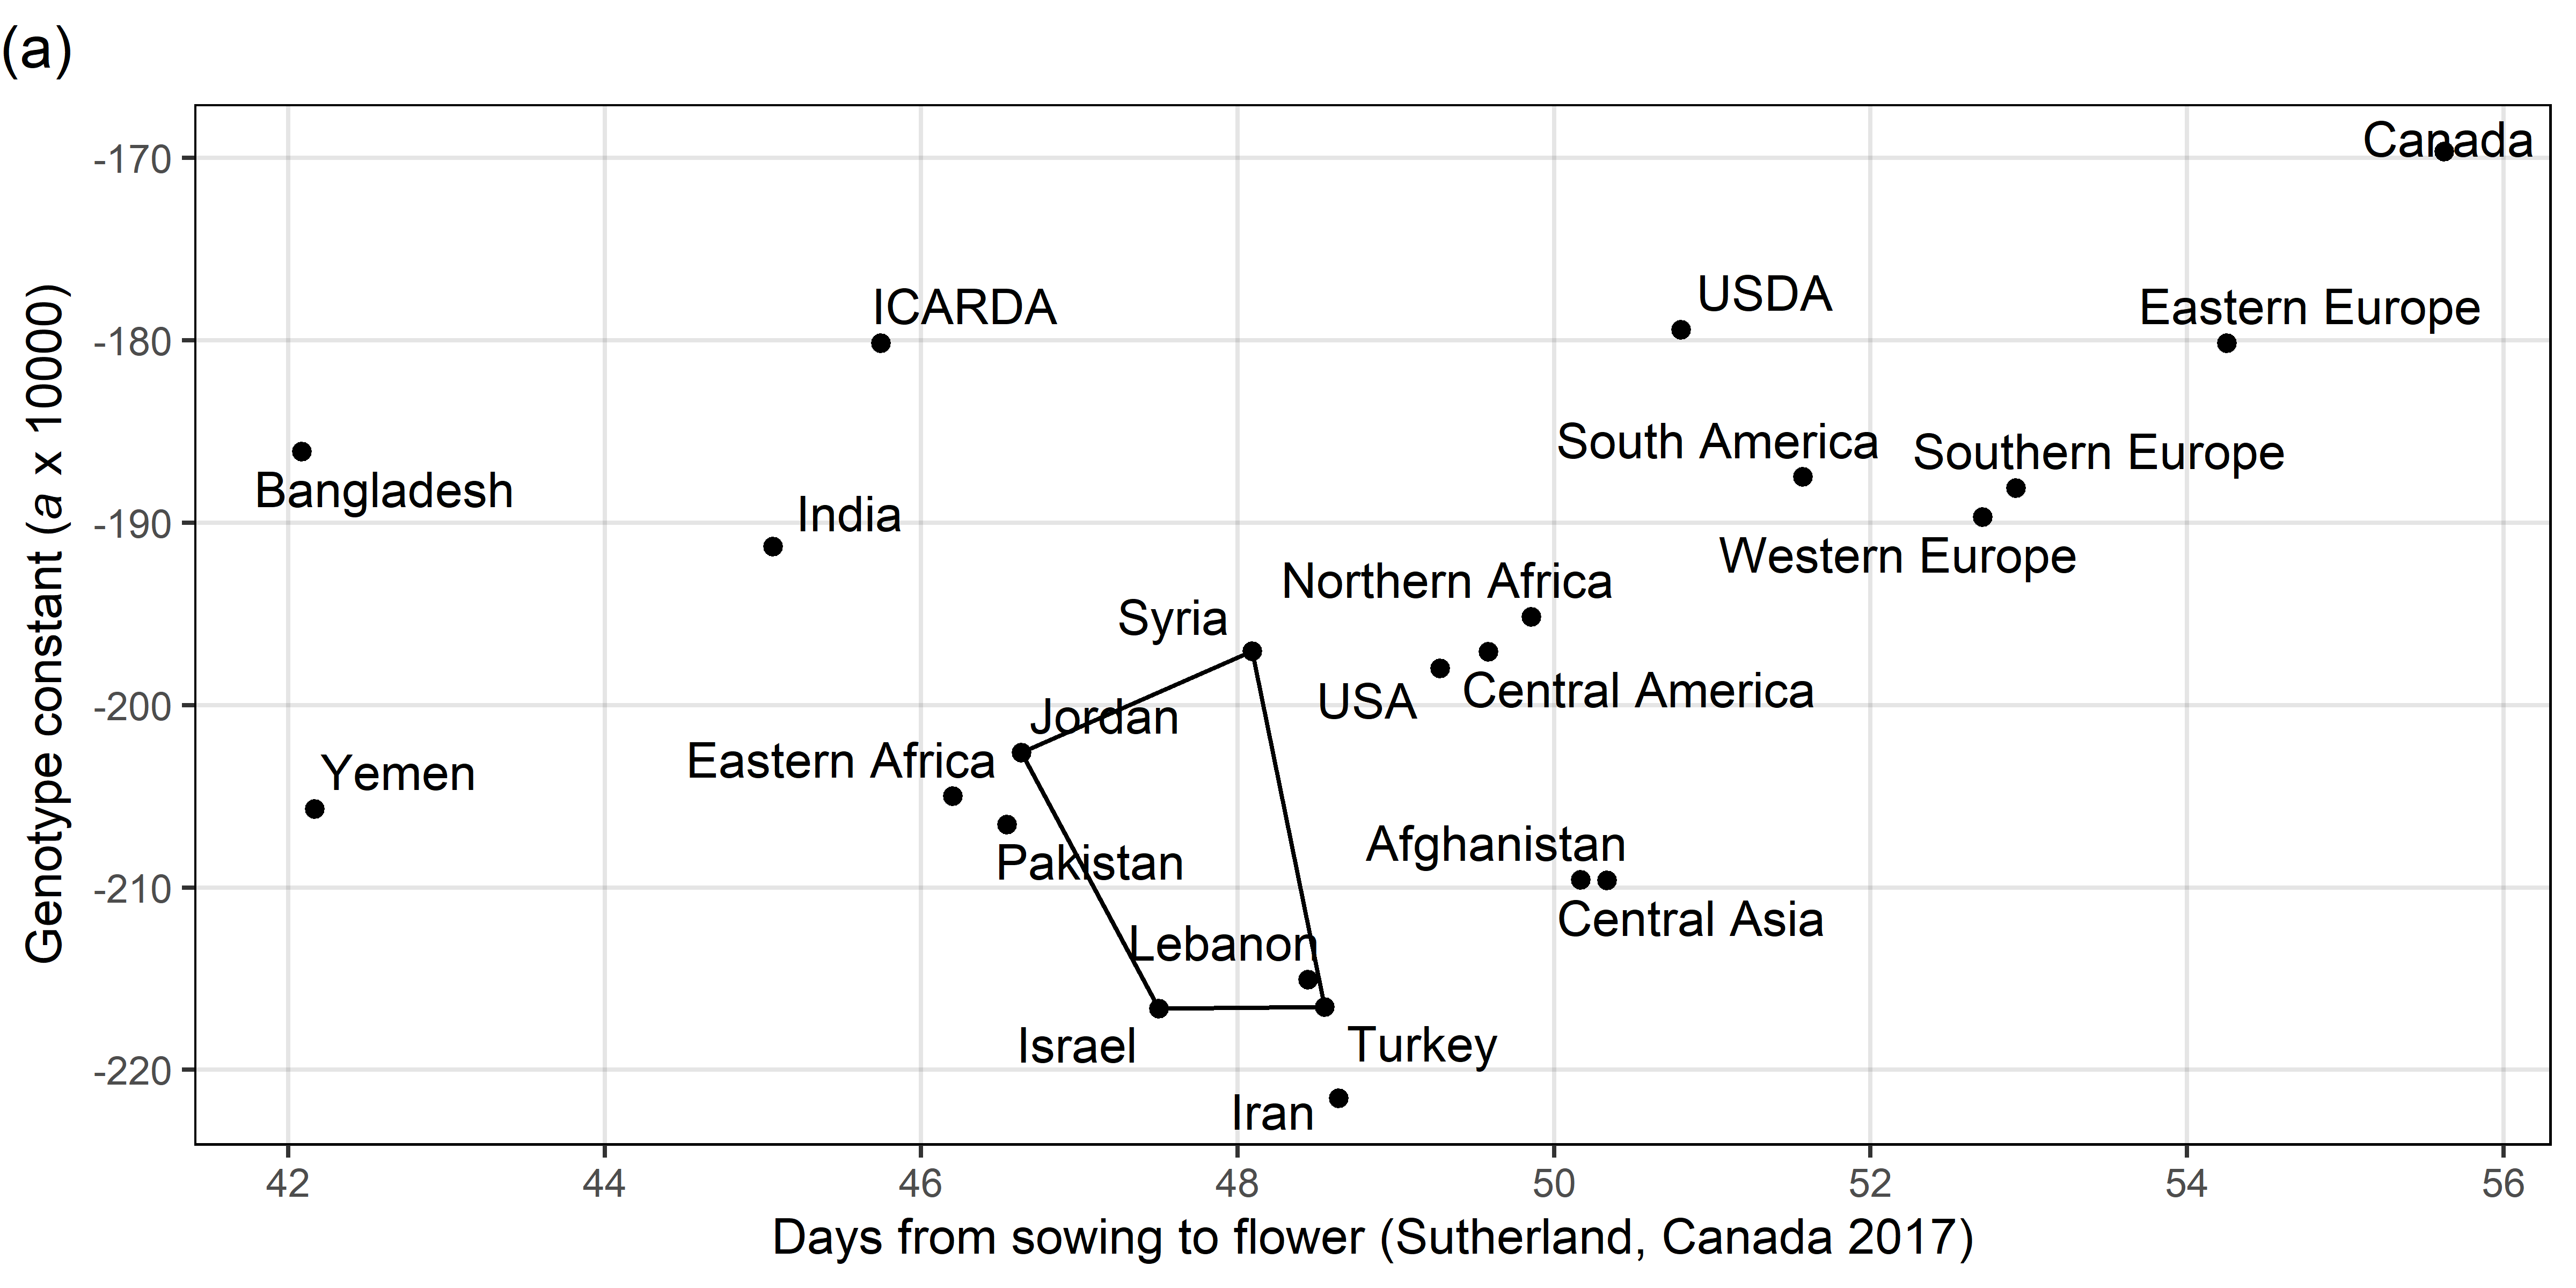 (a)
Genotype constant (a x 10000)
-170
-180
-190
-200
-210
-220
Canada
USDA
ICARDA
Eastern Europe
South America
Southern Europe
Bangladesh
India
Western Europe
Northern Africa
Syria
Central America
USA
Jordan
Eastern Africa
Yemen
Afghanistan
Pakistan
Central Asia
Lebanon
Israel
Turkey
Iran
42 44 46 48 50 52 54 56
Days from sowing to flower (Sutherland, Canada 2017)